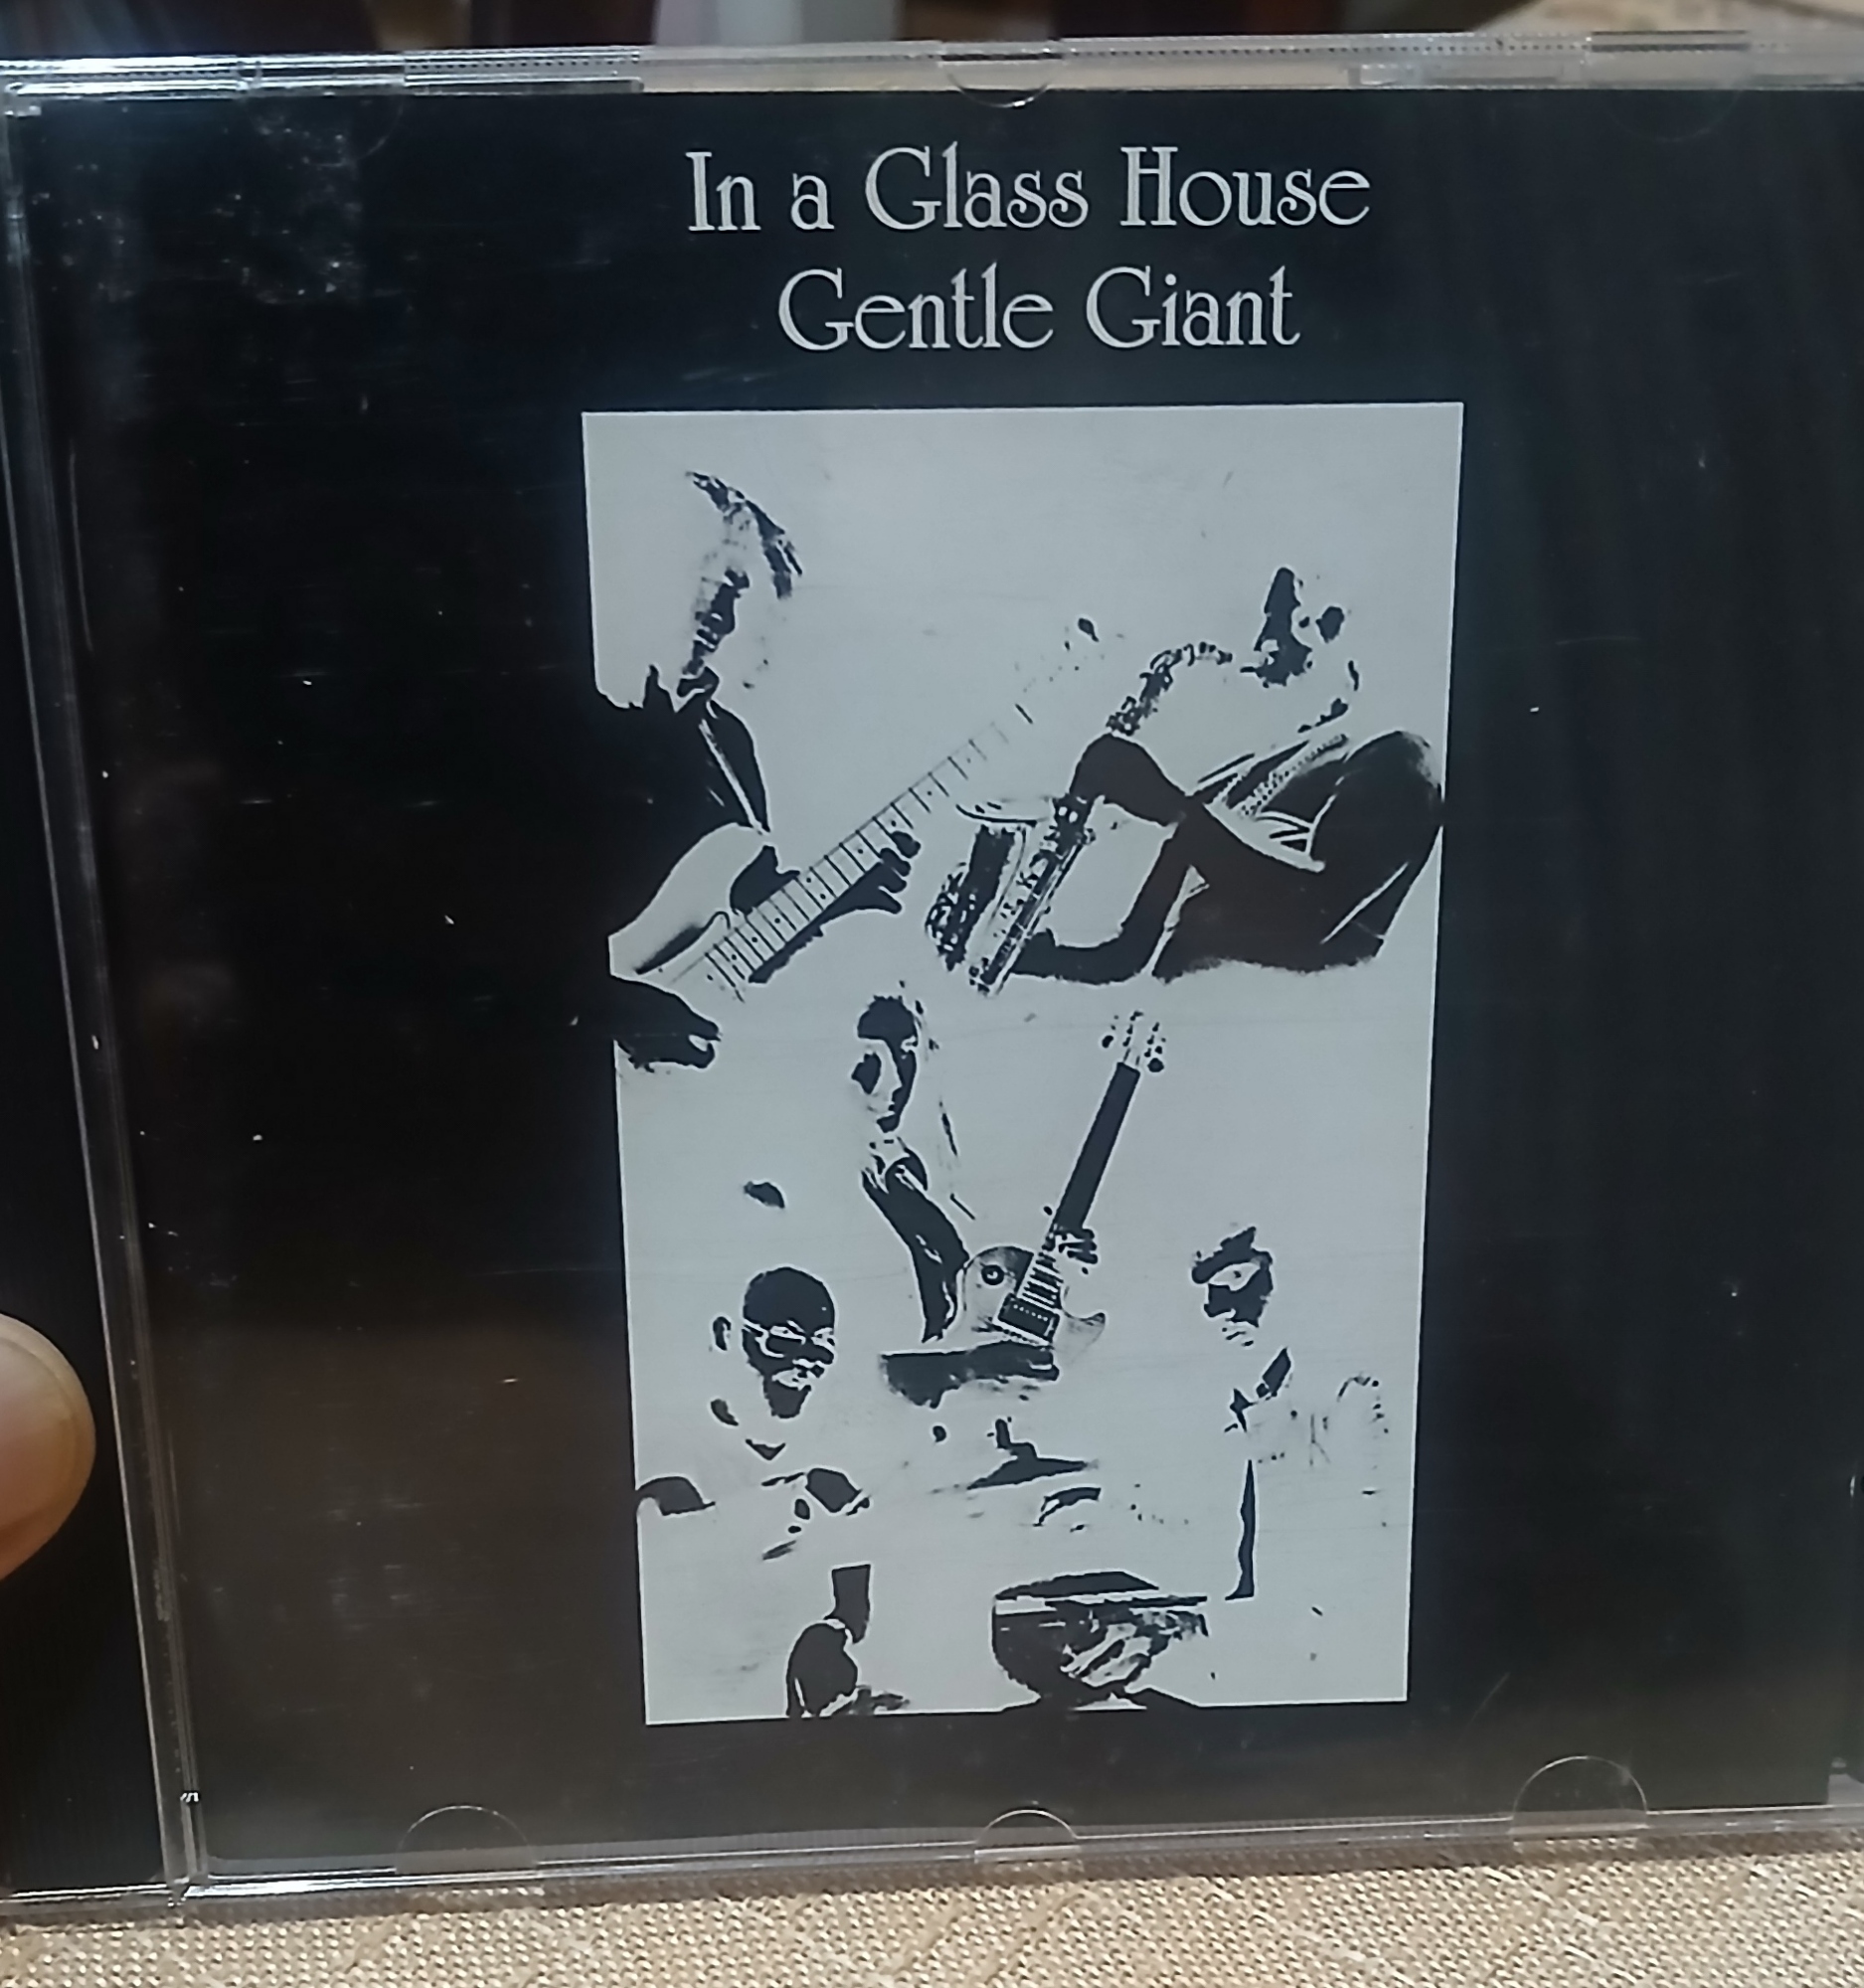 In a Glass House
Gentle Giant